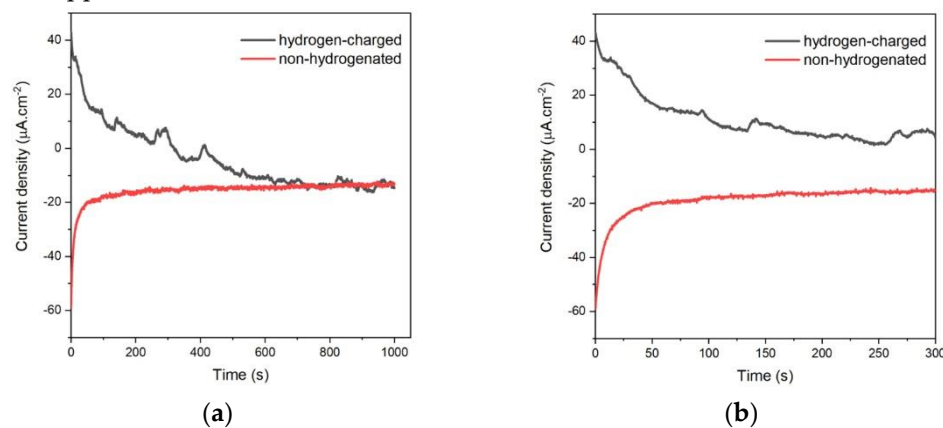 hydrogen-charged
non-hydrogenated
Current density (μA.cm⁻²)
40
20
0
-20
-40
-60
0
200
400
600
800
1000
Time (s)
(a)
hydrogen-charged
non-hydrogenated
Current density (μA.cm⁻²)
40
20
0
-20
-40
-60
0
50
100
150
200
250
300
Time (s)
(b)